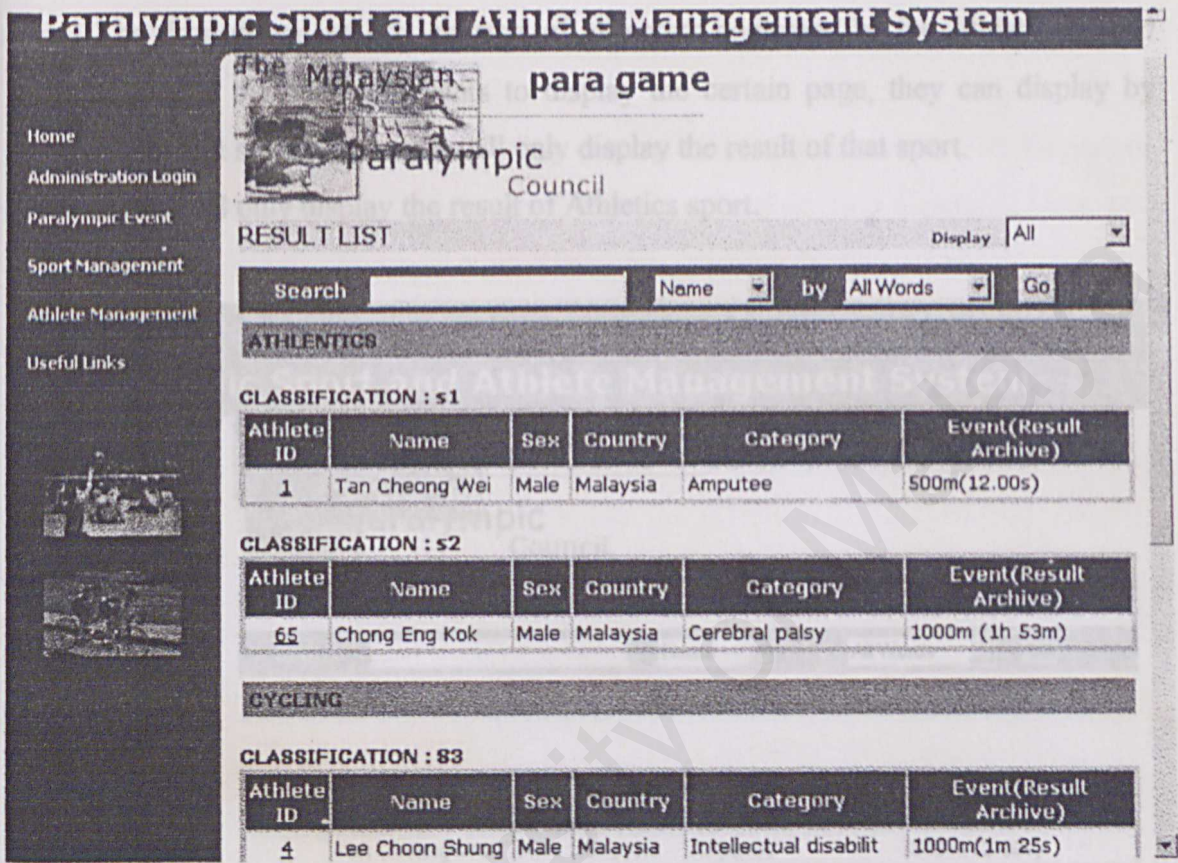 Paralympic Sport and Athlete Management System
The Malaysian
Paralympic
Council
para game
Home
Administration Login
Paralympic Event
Sport Management
Athlete Management
Useful Links
RESULT LIST Display All
Search Name by All Words Go
ATHLENTICS
CLASSIFICATION : s1
Athlete ID Name Sex Country Category Event(Result Archive)
1 Tan Cheong Wei Male Malaysia Amputee 500m(12.00s)
CLASSIFICATION : s2
Athlete ID Name Sex Country Category Event(Result Archive)
65 Chong Eng Kok Male Malaysia Cerebral palsy 1000m (1h 53m)
CYCLING
CLASSIFICATION : S3
Athlete ID Name Sex Country Category Event(Result Archive)
4 Lee Choon Shung Male Malaysia Intellectual disabilit 1000m(1m 25s)